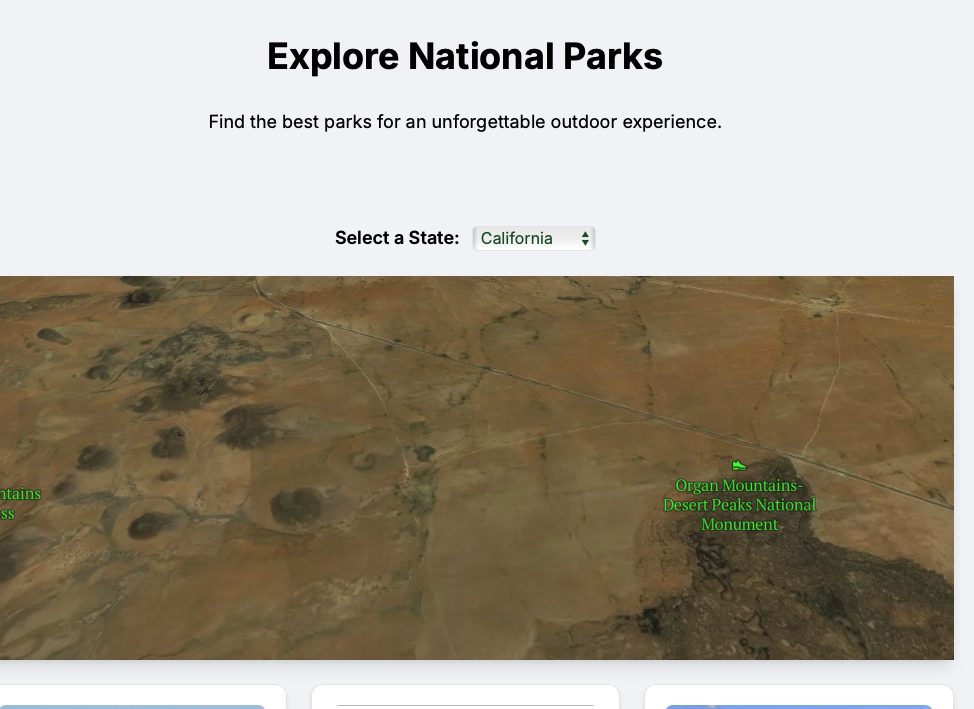 Explore National Parks
Find the best parks for an unforgettable outdoor experience.
Select a State: California
ntains
ss
Organ Mountains-
Desert Peaks National
Monument